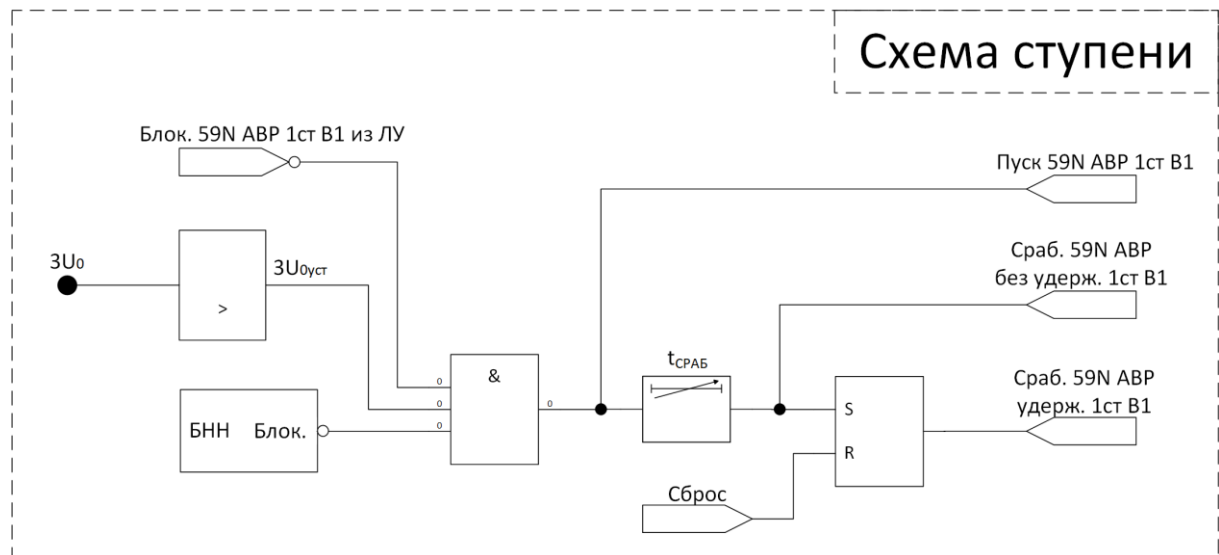 Схема ступени
Блок. 59N АВР 1ст В1 из ЛУ
Пуск 59N АВР 1ст В1
3U0
>
3U0уст
Сраб. 59N АВР
без удерж. 1ст В1
БНН Блок.
0
0
0
&
0
tСРАБ
S
R
Сраб. 59N АВР
удерж. 1ст В1
Сброс